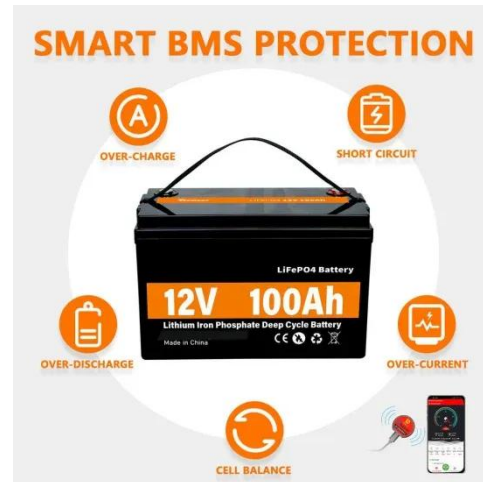 SMART BMS PROTECTION
OVER-CHARGE
SHORT CIRCUIT
LiFePO4 Battery
12V 100Ah
Lithium Iron Phosphate Deep Cycle Battery
Made in China
CE
OVER-DISCHARGE
OVER-CURRENT
CELL BALANCE